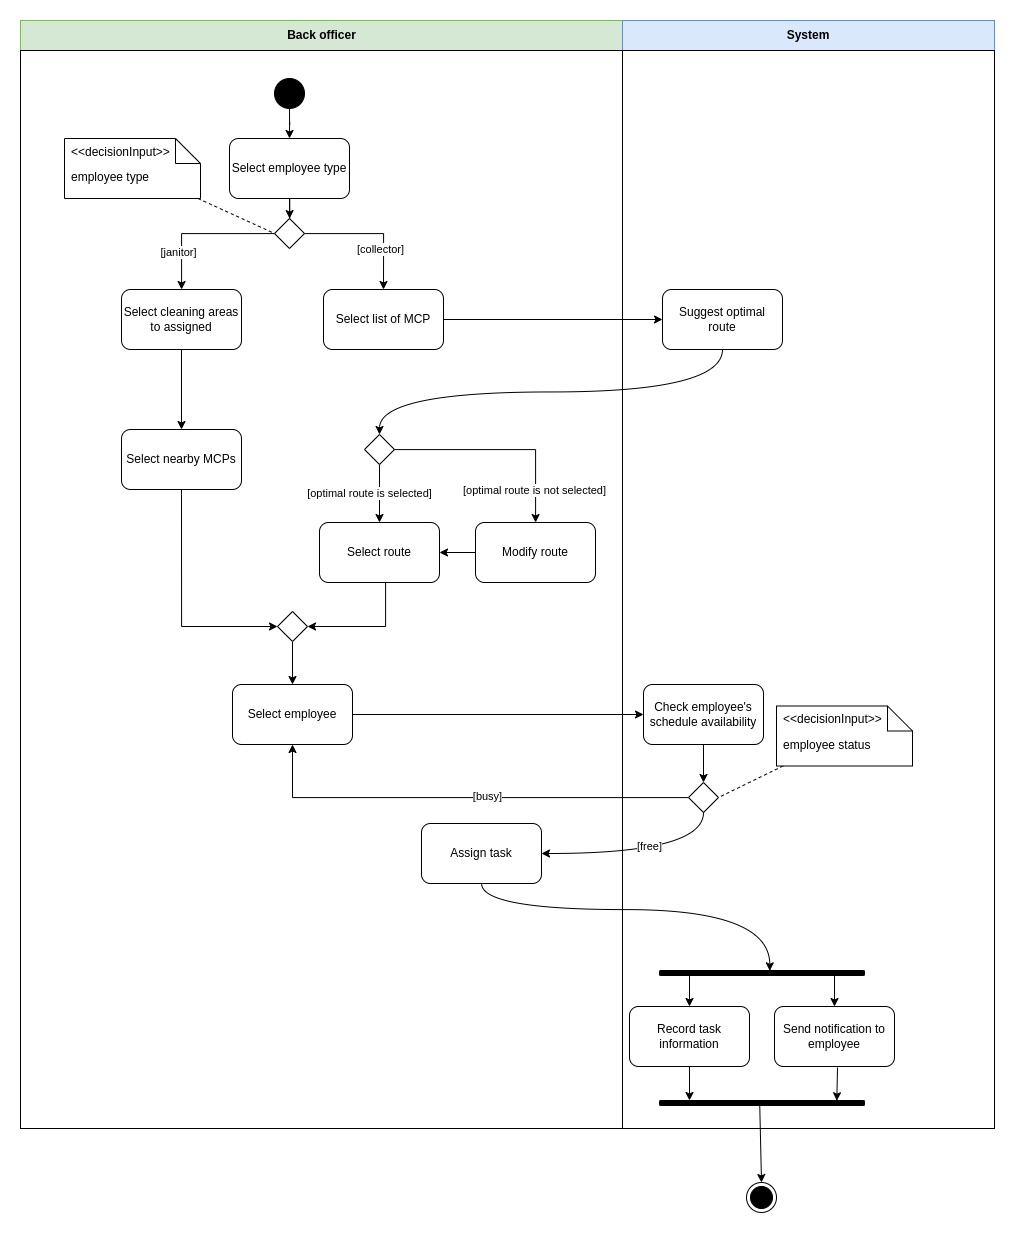 Back officer
System
<<decisionInput>>
employee type
Select employee type
[janitor]
[collector]
Select cleaning areas
to assigned
Select list of MCP
Suggest optimal
route
Select nearby MCPs
[optimal route is selected]
[optimal route is not selected]
Select route
Modify route
Select employee
Check employee's
schedule availability
<<decisionInput>>
employee status
[busy]
[free]
Assign task
Record task
information
Send notification to
employee